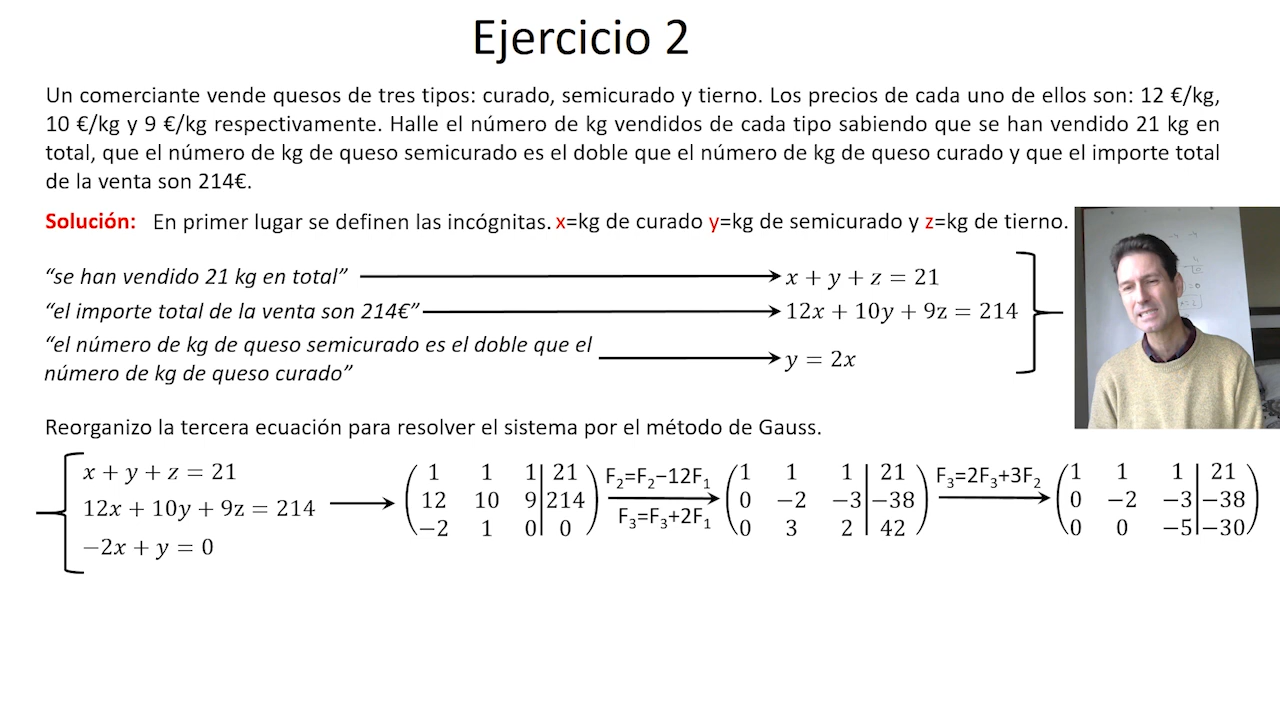 Ejercicio 2
Un comerciante vende quesos de tres tipos: curado, semicurado y tierno. Los precios de cada uno de ellos son: 12 €/kg,
10 €/kg y 9 €/kg respectivamente. Halle el número de kg vendidos de cada tipo sabiendo que se han vendido 21 kg en
total, que el número de kg de queso semicurado es el doble que el número de kg de queso curado y que el importe total
de la venta son 214€.
Solución: En primer lugar se definen las incógnitas. x=kg de curado y=kg de semicurado y z=kg de tierno.
“se han vendido 21 kg en total” x + y + z = 21
“el importe total de la venta son 214€” 12x + 10y + 9z = 214
“el número de kg de queso semicurado es el doble que el
número de kg de queso curado” y = 2x
Reorganizo la tercera ecuación para resolver el sistema por el método de Gauss.
x + y + z = 21
12x + 10y + 9z = 214
−2x + y = 0
1 1 1 | 21
12 10 9 | 214
−2 1 0 | 0
F₂=F₂−12F₁
F₃=F₃+2F₁
1 1 1 | 21
0 −2 −3 | −38
0 3 2 | 42
F₃=2F₃+3F₂
1 1 1 | 21
0 −2 −3 | −38
0 0 −5 | −30